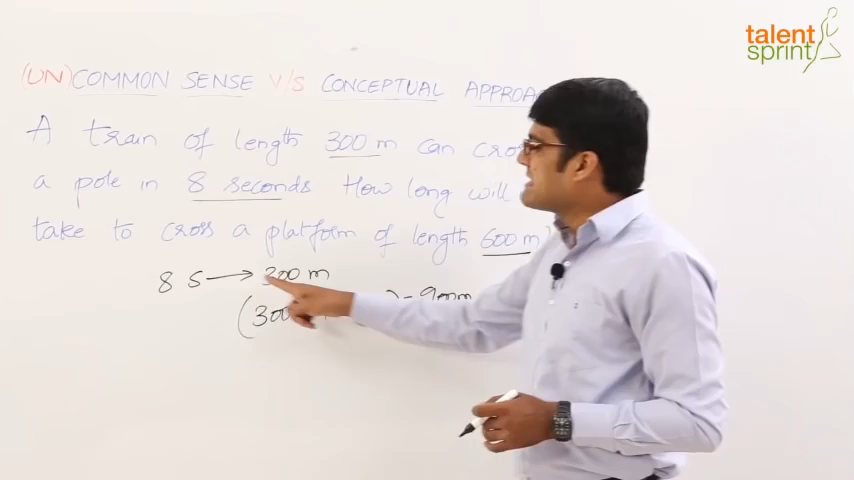 talent
sprint
(UN)COMMON SENSE V/S CONCEPTUAL APPROA
A train of length 300 m can cro
a pole in 8 seconds How long will
take to cross a platform of length 600 m
8 S → 300 m
(300 ) - 900m